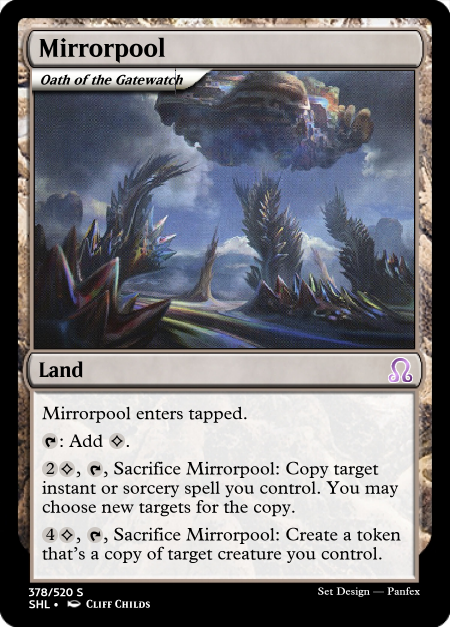 Mirrorpool
Oath of the Gatewatch
Land
Mirrorpool enters tapped.
: Add .
2, , Sacrifice Mirrorpool: Copy target
instant or sorcery spell you control. You may
choose new targets for the copy.
4, , Sacrifice Mirrorpool: Create a token
that's a copy of target creature you control.
378/520 S
Set Design — Panfex
SHL • Cliff Childs